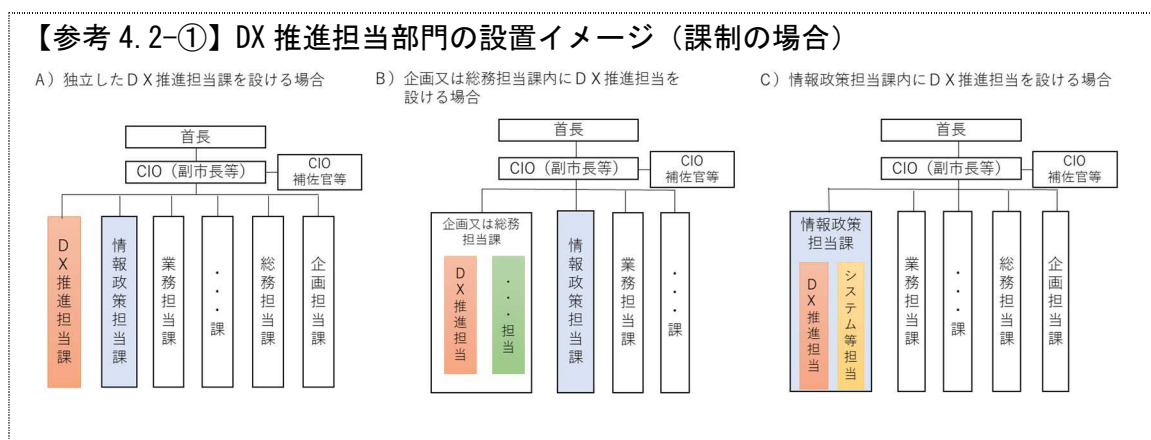 【参考 4.2-①】DX 推進担当部門の設置イメージ（課制の場合）
A）独立したＤＸ推進担当課を設ける場合
首長
CIO（副市長等）
CIO
補佐官等
ＤＸ推進担当課
情報政策担当課
業務担当課
・・・課
総務担当課
企画担当課
B）企画又は総務担当課内にＤＸ推進担当を
設ける場合
首長
CIO（副市長等）
CIO
補佐官等
企画又は総務
担当課
ＤＸ推進担当
・・・担当
情報政策担当課
業務担当課
・・・課
C）情報政策担当課内にＤＸ推進担当を設ける場合
首長
CIO（副市長等）
CIO
補佐官等
情報政策
担当課
ＤＸ推進担当
システム等担当
業務担当課
・・・課
総務担当課
企画担当課